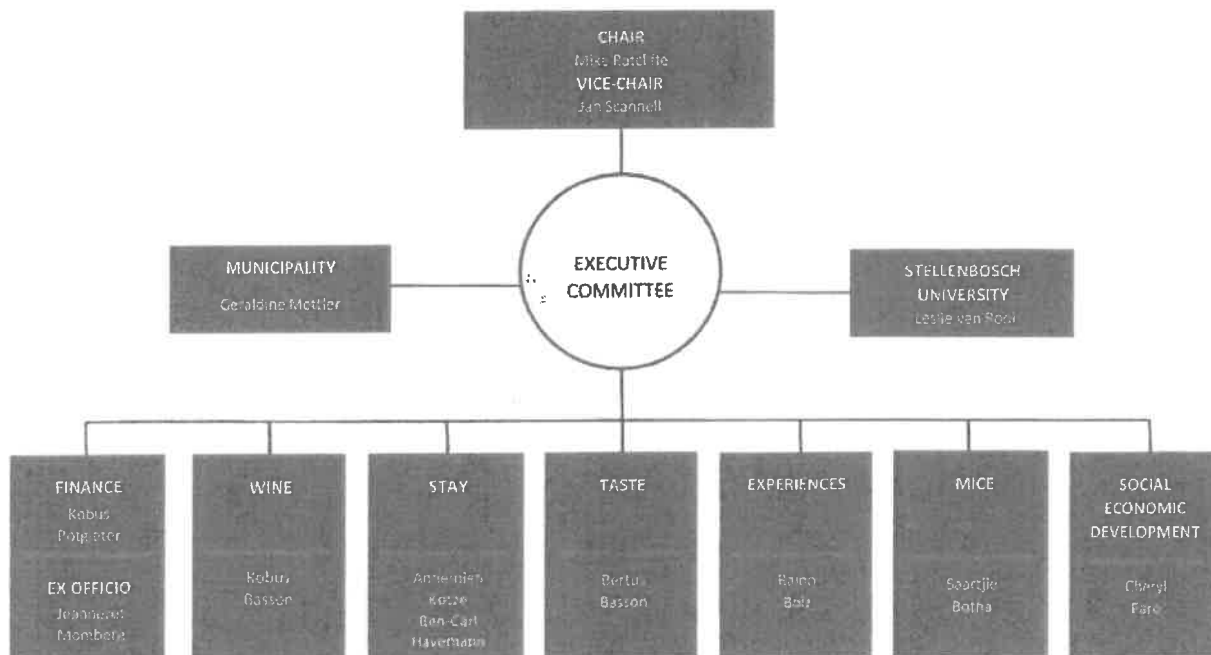 CHAIR
Mike Ratcliffe
VICE-CHAIR
Jan Scannell
MUNICIPALITY
Geraldine Mettler
EXECUTIVE
COMMITTEE
STELLENBOSCH
UNIVERSITY
Leslie van Rooi
FINANCE
Kobus
Potgieter
EX OFFICIO
Jeanneret
Momberg
WINE
Kobus
Basson
STAY
Annemien
Kotze
Ben-Carl
Havemann
TASTE
Bertus
Basson
EXPERIENCES
Bolz
MICE
Saartjie
Botha
SOCIAL
ECONOMIC
DEVELOPMENT
Cheryl